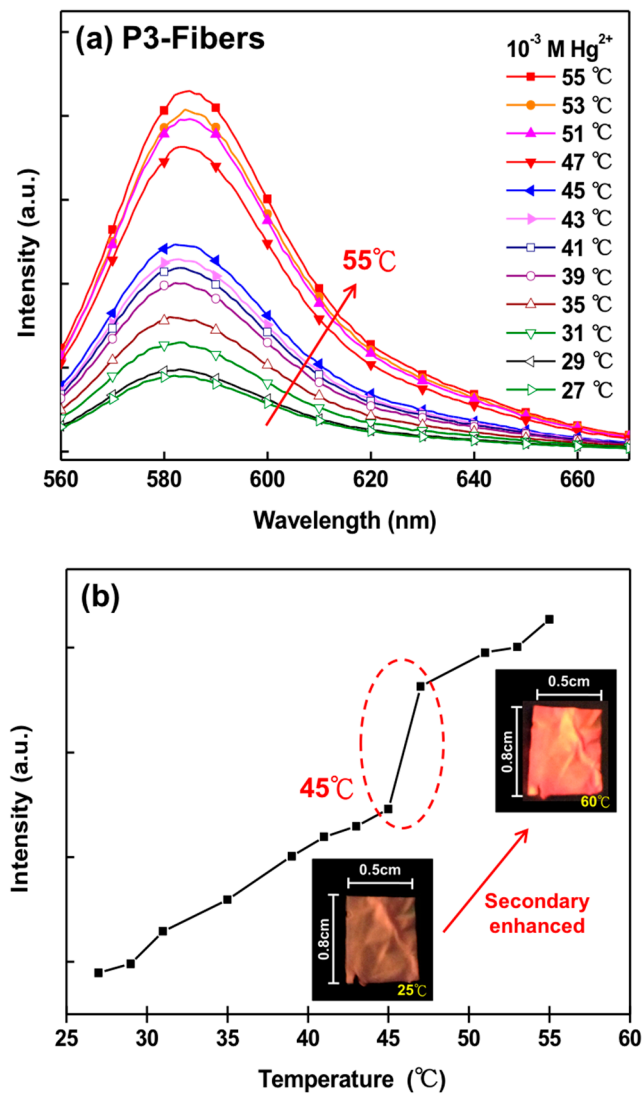 (a) P3-Fibers
10⁻³ M Hg²⁺
55 ℃
53 ℃
51 ℃
47 ℃
45 ℃
43 ℃
41 ℃
39 ℃
35 ℃
31 ℃
29 ℃
27 ℃
55℃
Intensity (a.u.)
560 580 600 620 640 660
Wavelength (nm)
(b)
0.5cm
0.8cm
60℃
45℃
0.5cm
0.8cm
25℃
Secondary
enhanced
Intensity (a.u.)
25 30 35 40 45 50 55 60
Temperature (℃)